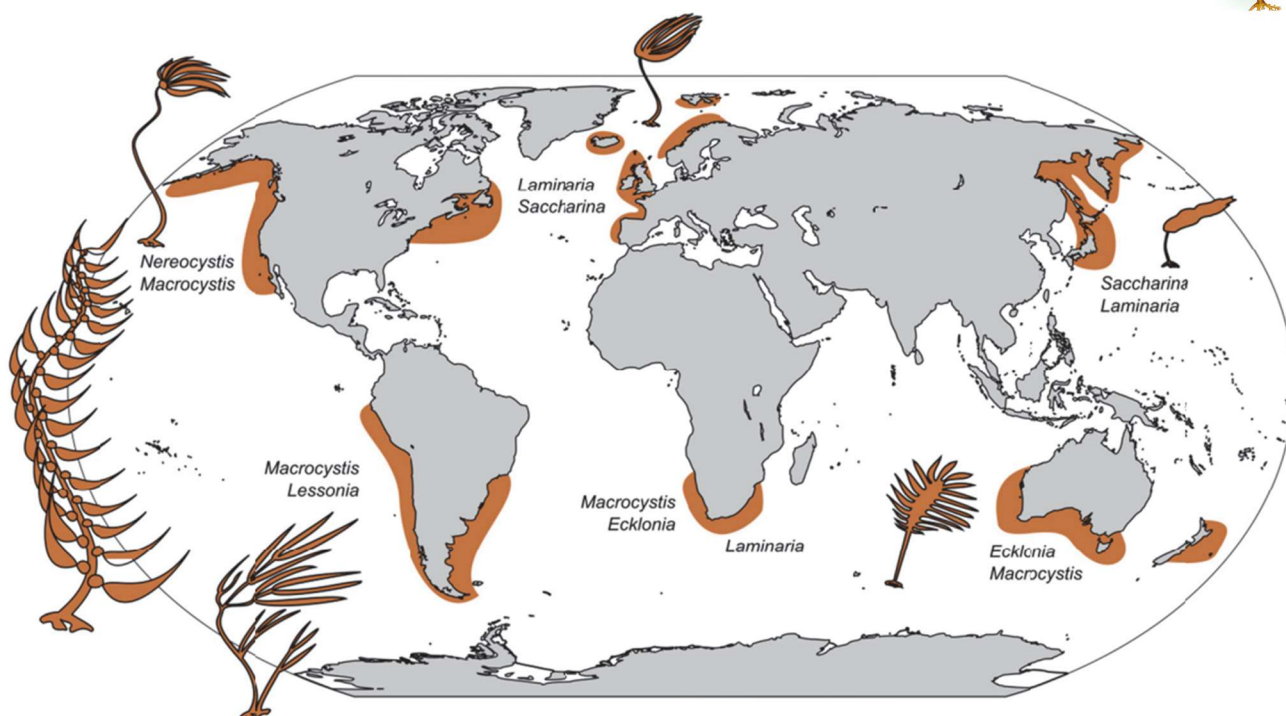 Laminaria
Saccharina
Nereocystis
Macrocystis
Saccharina
Laminaria
Macrocystis
Lessonia
Macrocystis
Ecklonia
Laminaria
Ecklonia
Macrocystis